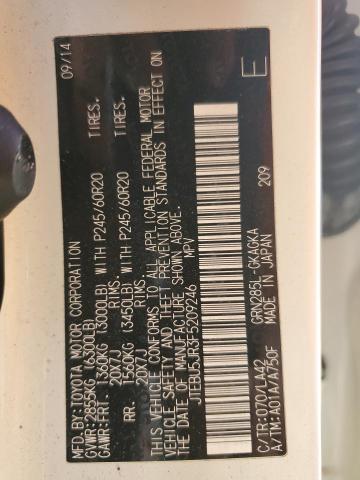 MFD.BY:TOYOTA MOTOR CORPORATION 09/14
GVWR:2855KG (6300LB)
GAWR:FRT. 1360KG (3000LB) WITH P245/60R20 TIRES.
20X7J RIMS
RR. 1560KG (3450LB) WITH P245/60R20 TIRES.
20X7J RIMS
THIS VEHICLE CONFORMS TO ALL APPLICABLE FEDERAL MOTOR
VEHICLE SAFETY AND THEFT PREVENTION STANDARDS IN EFFECT ON
THE DATE OF MANUFACTURE SHOWN ABOVE.
JTEBU5JR3F5209246 MPV
E
209
C/TR:070/LA42 GRN285L-GKAGKA
A/TM:A01A/A750F MADE IN JAPAN